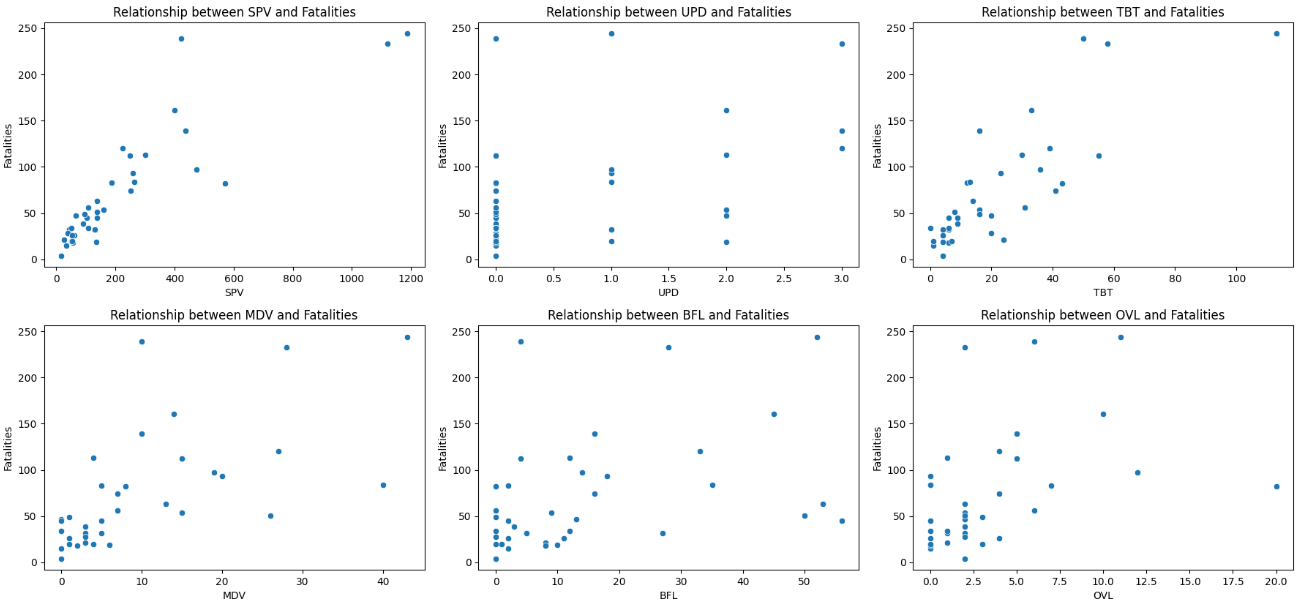 Relationship between SPV and Fatalities
Relationship between UPD and Fatalities
Relationship between TBT and Fatalities
250
200
150
100
50
0
Fatalities
0 200 400 600 800 1000 1200
SPV
250
200
150
100
50
0
Fatalities
0.0 0.5 1.0 1.5 2.0 2.5 3.0
UPD
250
200
150
100
50
0
Fatalities
0 20 40 60 80 100
TBT
Relationship between MDV and Fatalities
Relationship between BFL and Fatalities
Relationship between OVL and Fatalities
250
200
150
100
50
0
Fatalities
0 10 20 30 40
MDV
250
200
150
100
50
0
Fatalities
0 10 20 30 40 50
BFL
250
200
150
100
50
0
Fatalities
0.0 2.5 5.0 7.5 10.0 12.5 15.0 17.5 20.0
OVL